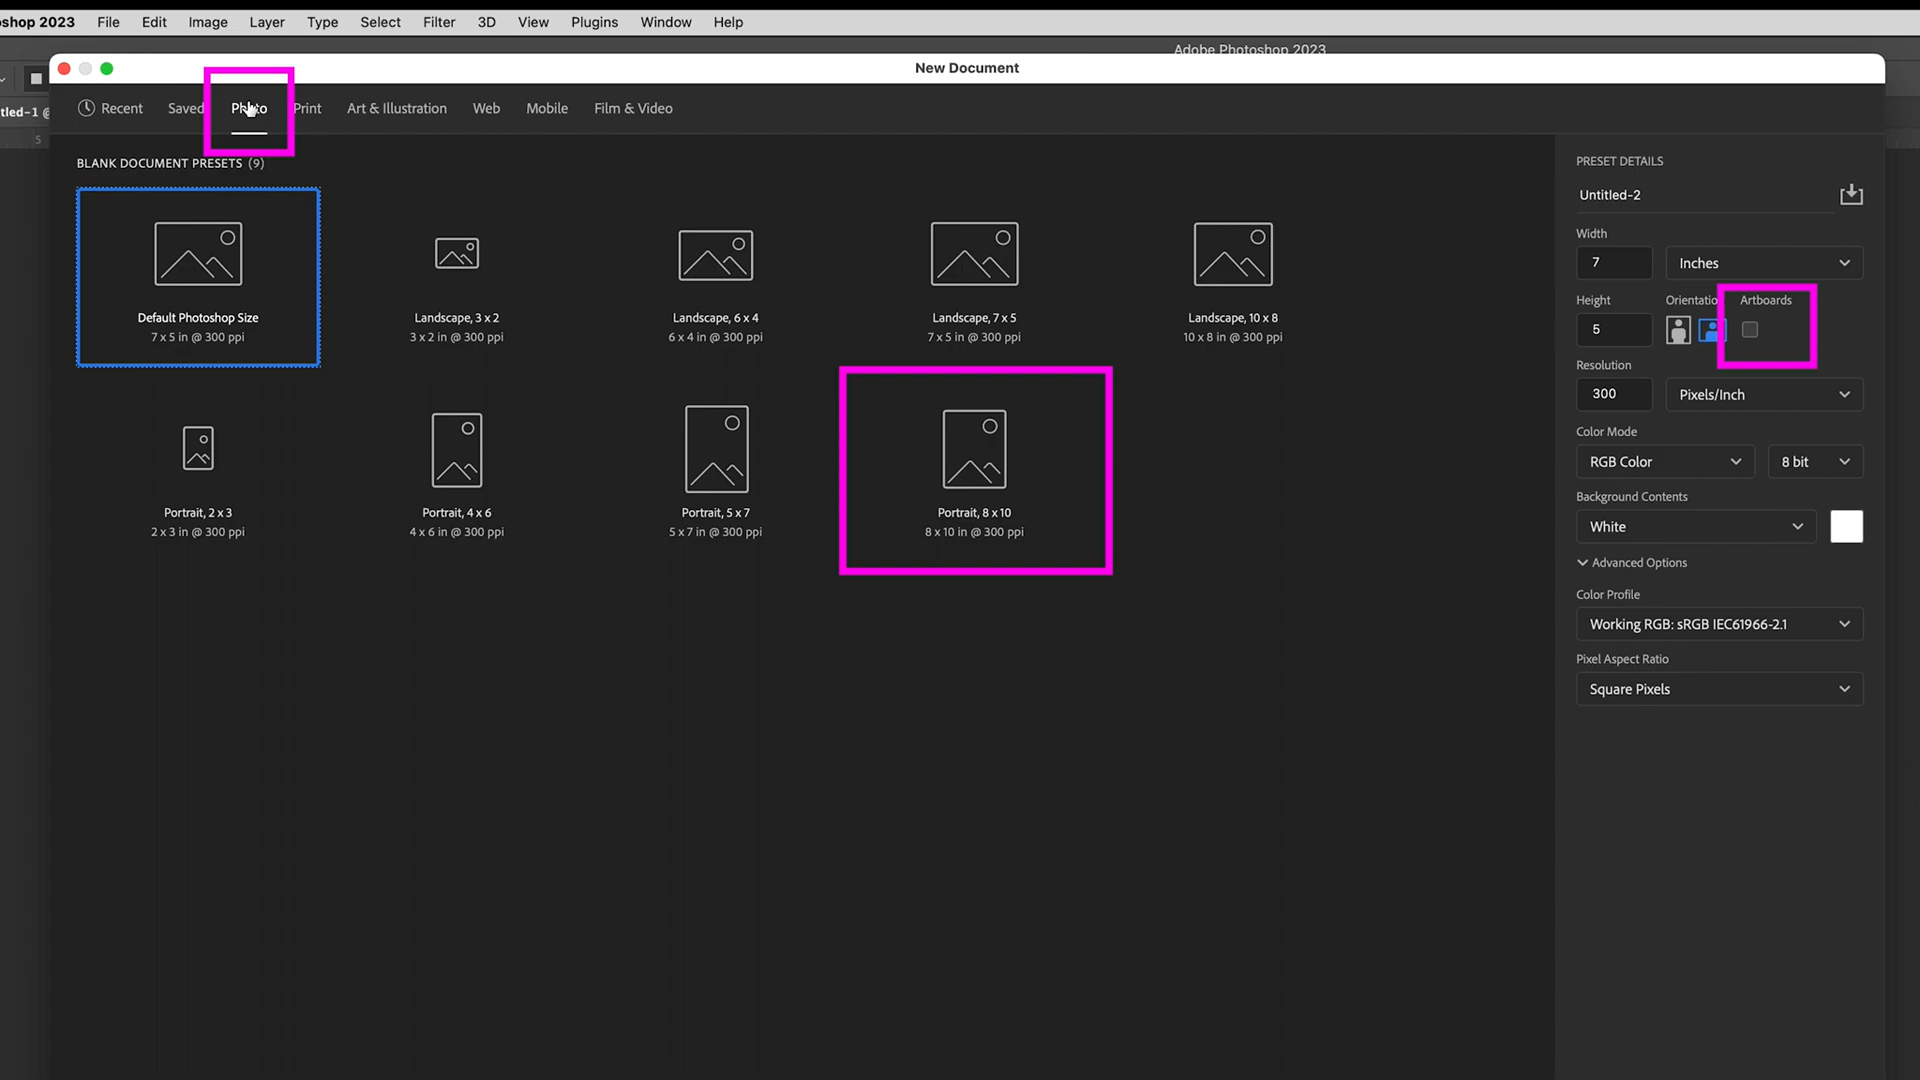 shop 2023 File Edit Image Layer Type Select Filter 3D View Plugins Window Help
Adobe Photoshop 2023
New Document
Recent Saved Photo Print Art & Illustration Web Mobile Film & Video
tled-1 @
5
BLANK DOCUMENT PRESETS (9)
Default Photoshop Size
7 x 5 in @ 300 ppi
Landscape, 3 x 2
3 x 2 in @ 300 ppi
Landscape, 6 x 4
6 x 4 in @ 300 ppi
Landscape, 7 x 5
7 x 5 in @ 300 ppi
Landscape, 10 x 8
10 x 8 in @ 300 ppi
Portrait, 2 x 3
2 x 3 in @ 300 ppi
Portrait, 4 x 6
4 x 6 in @ 300 ppi
Portrait, 5 x 7
5 x 7 in @ 300 ppi
Portrait, 8 x 10
8 x 10 in @ 300 ppi
PRESET DETAILS
Untitled-2
Width
7 Inches
Height Orientatio Artboards
5
Resolution
300 Pixels/Inch
Color Mode
RGB Color 8 bit
Background Contents
White
Advanced Options
Color Profile
Working RGB: sRGB IEC61966-2.1
Pixel Aspect Ratio
Square Pixels